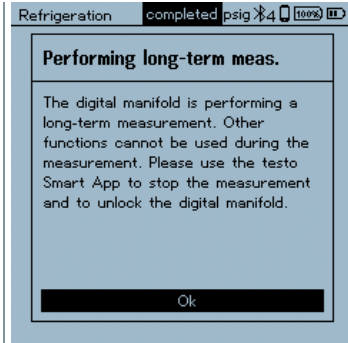 Refrigeration completed psig 4 100%
Performing long-term meas.
The digital manifold is performing a
long-term measurement. Other
functions cannot be used during the
measurement. Please use the testo
Smart App to stop the measurement
and to unlock the digital manifold.
Ok